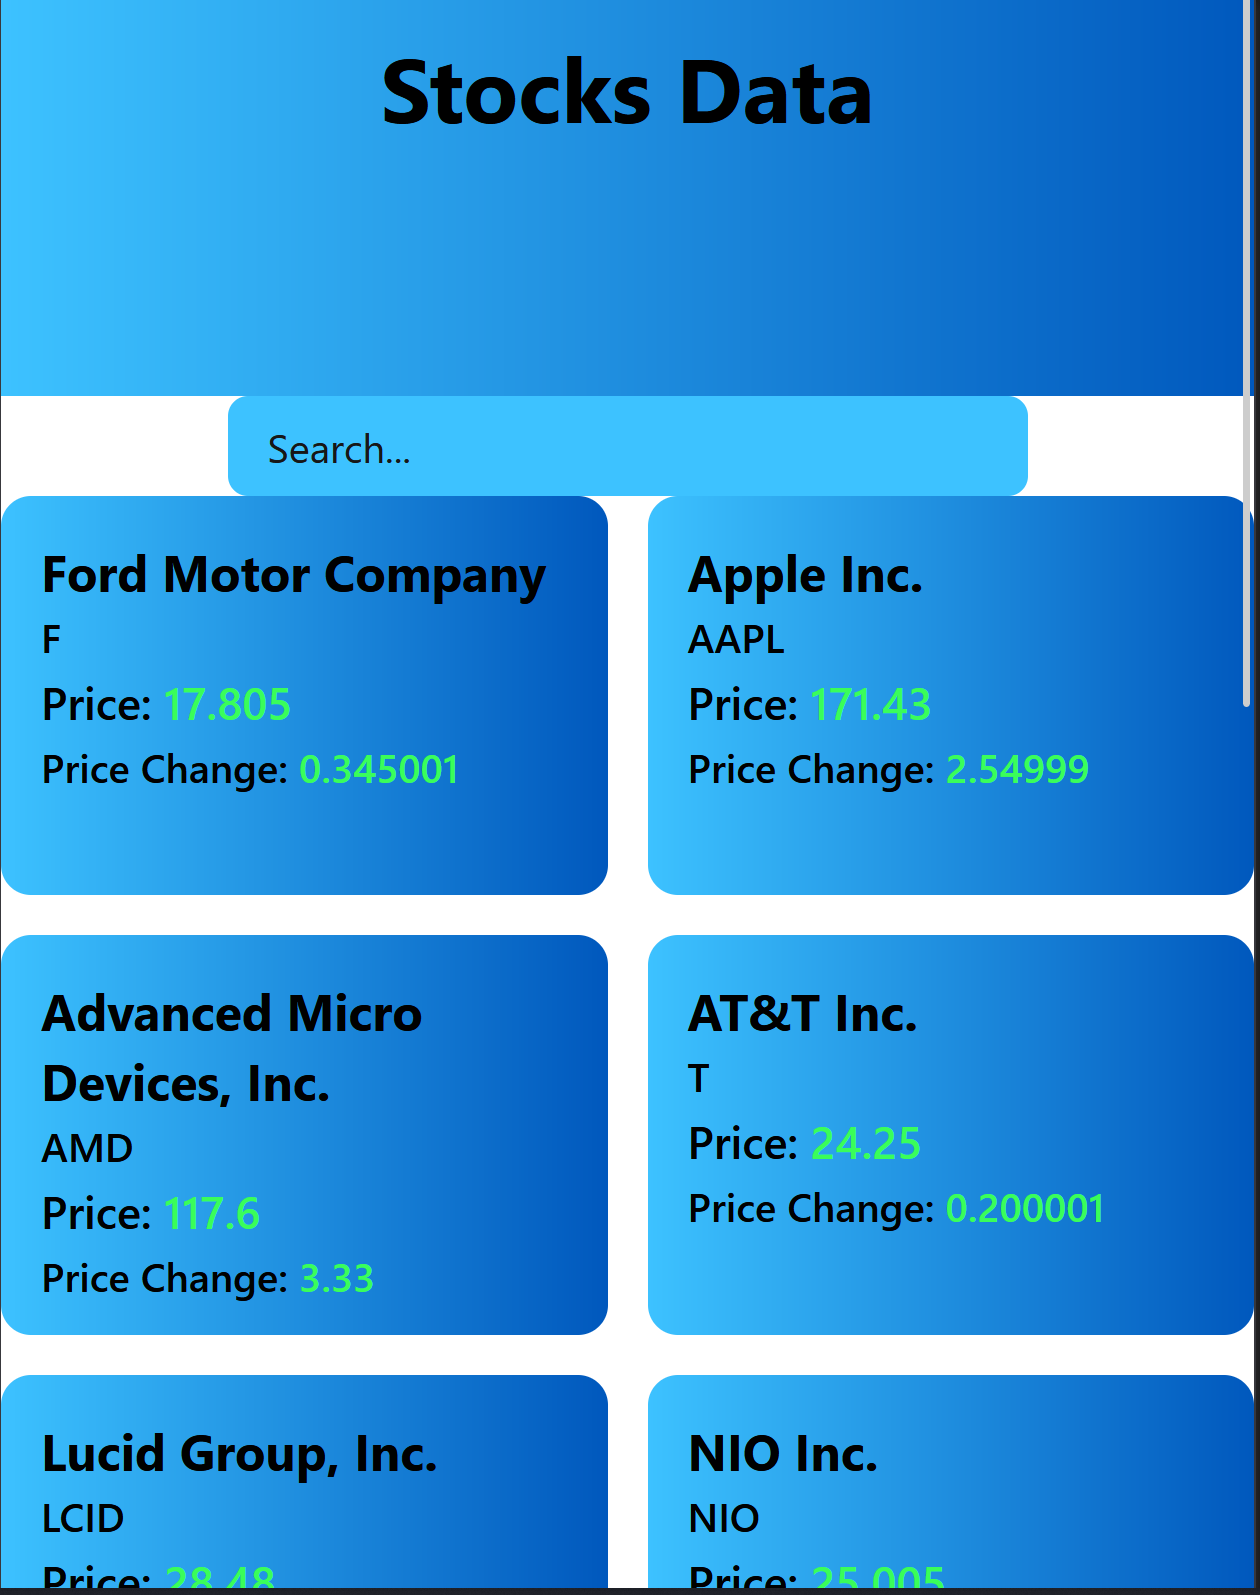 Stocks Data
Search...
Ford Motor Company
F
Price: 17.805
Price Change: 0.345001
Apple Inc.
AAPL
Price: 171.43
Price Change: 2.54999
Advanced Micro
Devices, Inc.
AMD
Price: 117.6
Price Change: 3.33
AT&T Inc.
T
Price: 24.25
Price Change: 0.200001
Lucid Group, Inc.
LCID
Price: 28.48
NIO Inc.
NIO
Price: 25.005